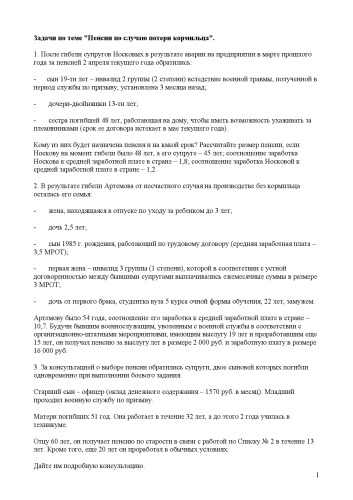 Задачи по теме "Пенсии по случаю потери кормильца".
1. После гибели супругов Носковых в результате аварии на предприятии в марте прошлого
года за пенсией 2 апреля текущего года обратились:
- сын 19-ти лет – инвалид 2 группы (2 степени) вследствие военной травмы, полученной в
период службы по призыву, установлена 3 месяца назад;
- дочери-двойняшки 13-ти лет;
- сестра погибшей 48 лет, работающая на дому, чтобы иметь возможность ухаживать за
племянниками (срок ее договора истекает в мае текущего года).
Кому из них будет назначена пенсия и на какой срок? Рассчитайте размер пенсии, если
Носкову на момент гибели было 48 лет, а его супруге – 45 лет; соотношение заработка
Носкова к средней заработной плате в стране – 1,8; соотношение заработка Носковой к
средней заработной плате в стране – 1,2.
2. В результате гибели Артемова от несчастного случая на производстве без кормильца
осталась его семья:
- жена, находящаяся в отпуске по уходу за ребенком до 3 лет;
- дочь 2,5 лет;
- сын 1985 г. рождения, работающий по трудовому договору (средняя заработная плата –
3,5 МРОТ);
- первая жена – инвалид 3 группы (1 степени), которой в соответствии с устной
договоренностью между бывшими супругами выплачивались ежемесячные суммы в размере
3 МРОТ;
- дочь от первого брака, студентка вуза 5 курса очной формы обучения, 22 лет, замужем.
Артемову было 54 года, соотношение его заработка к средней заработной плате в стране –
10,7. Будучи бывшим военнослужащим, уволенным с военной службы в соответствии с
организационно-штатными мероприятиями, имеющим выслугу 19 лет и проработавшим еще
15 лет, он получал пенсию за выслугу лет в размере 2 000 руб. и заработную плату в размере
16 000 руб.
3. За консультацией о выборе пенсии обратились супруги, двое сыновей которых погибли
одновременно при выполнении боевого задания.
Старший сын – офицер (оклад денежного содержания – 1570 руб. в месяц). Младший
проходил военную службу по призыву.
Матери погибших 51 год. Она работает в течение 32 лет, а до этого 2 года училась в
техникуме.
Отцу 60 лет, он получает пенсию по старости в связи с работой по Списку № 2 в течение 13
лет. Кроме того, еще 20 лет он проработал в обычных условиях.
Дайте им подробную консультацию.
1